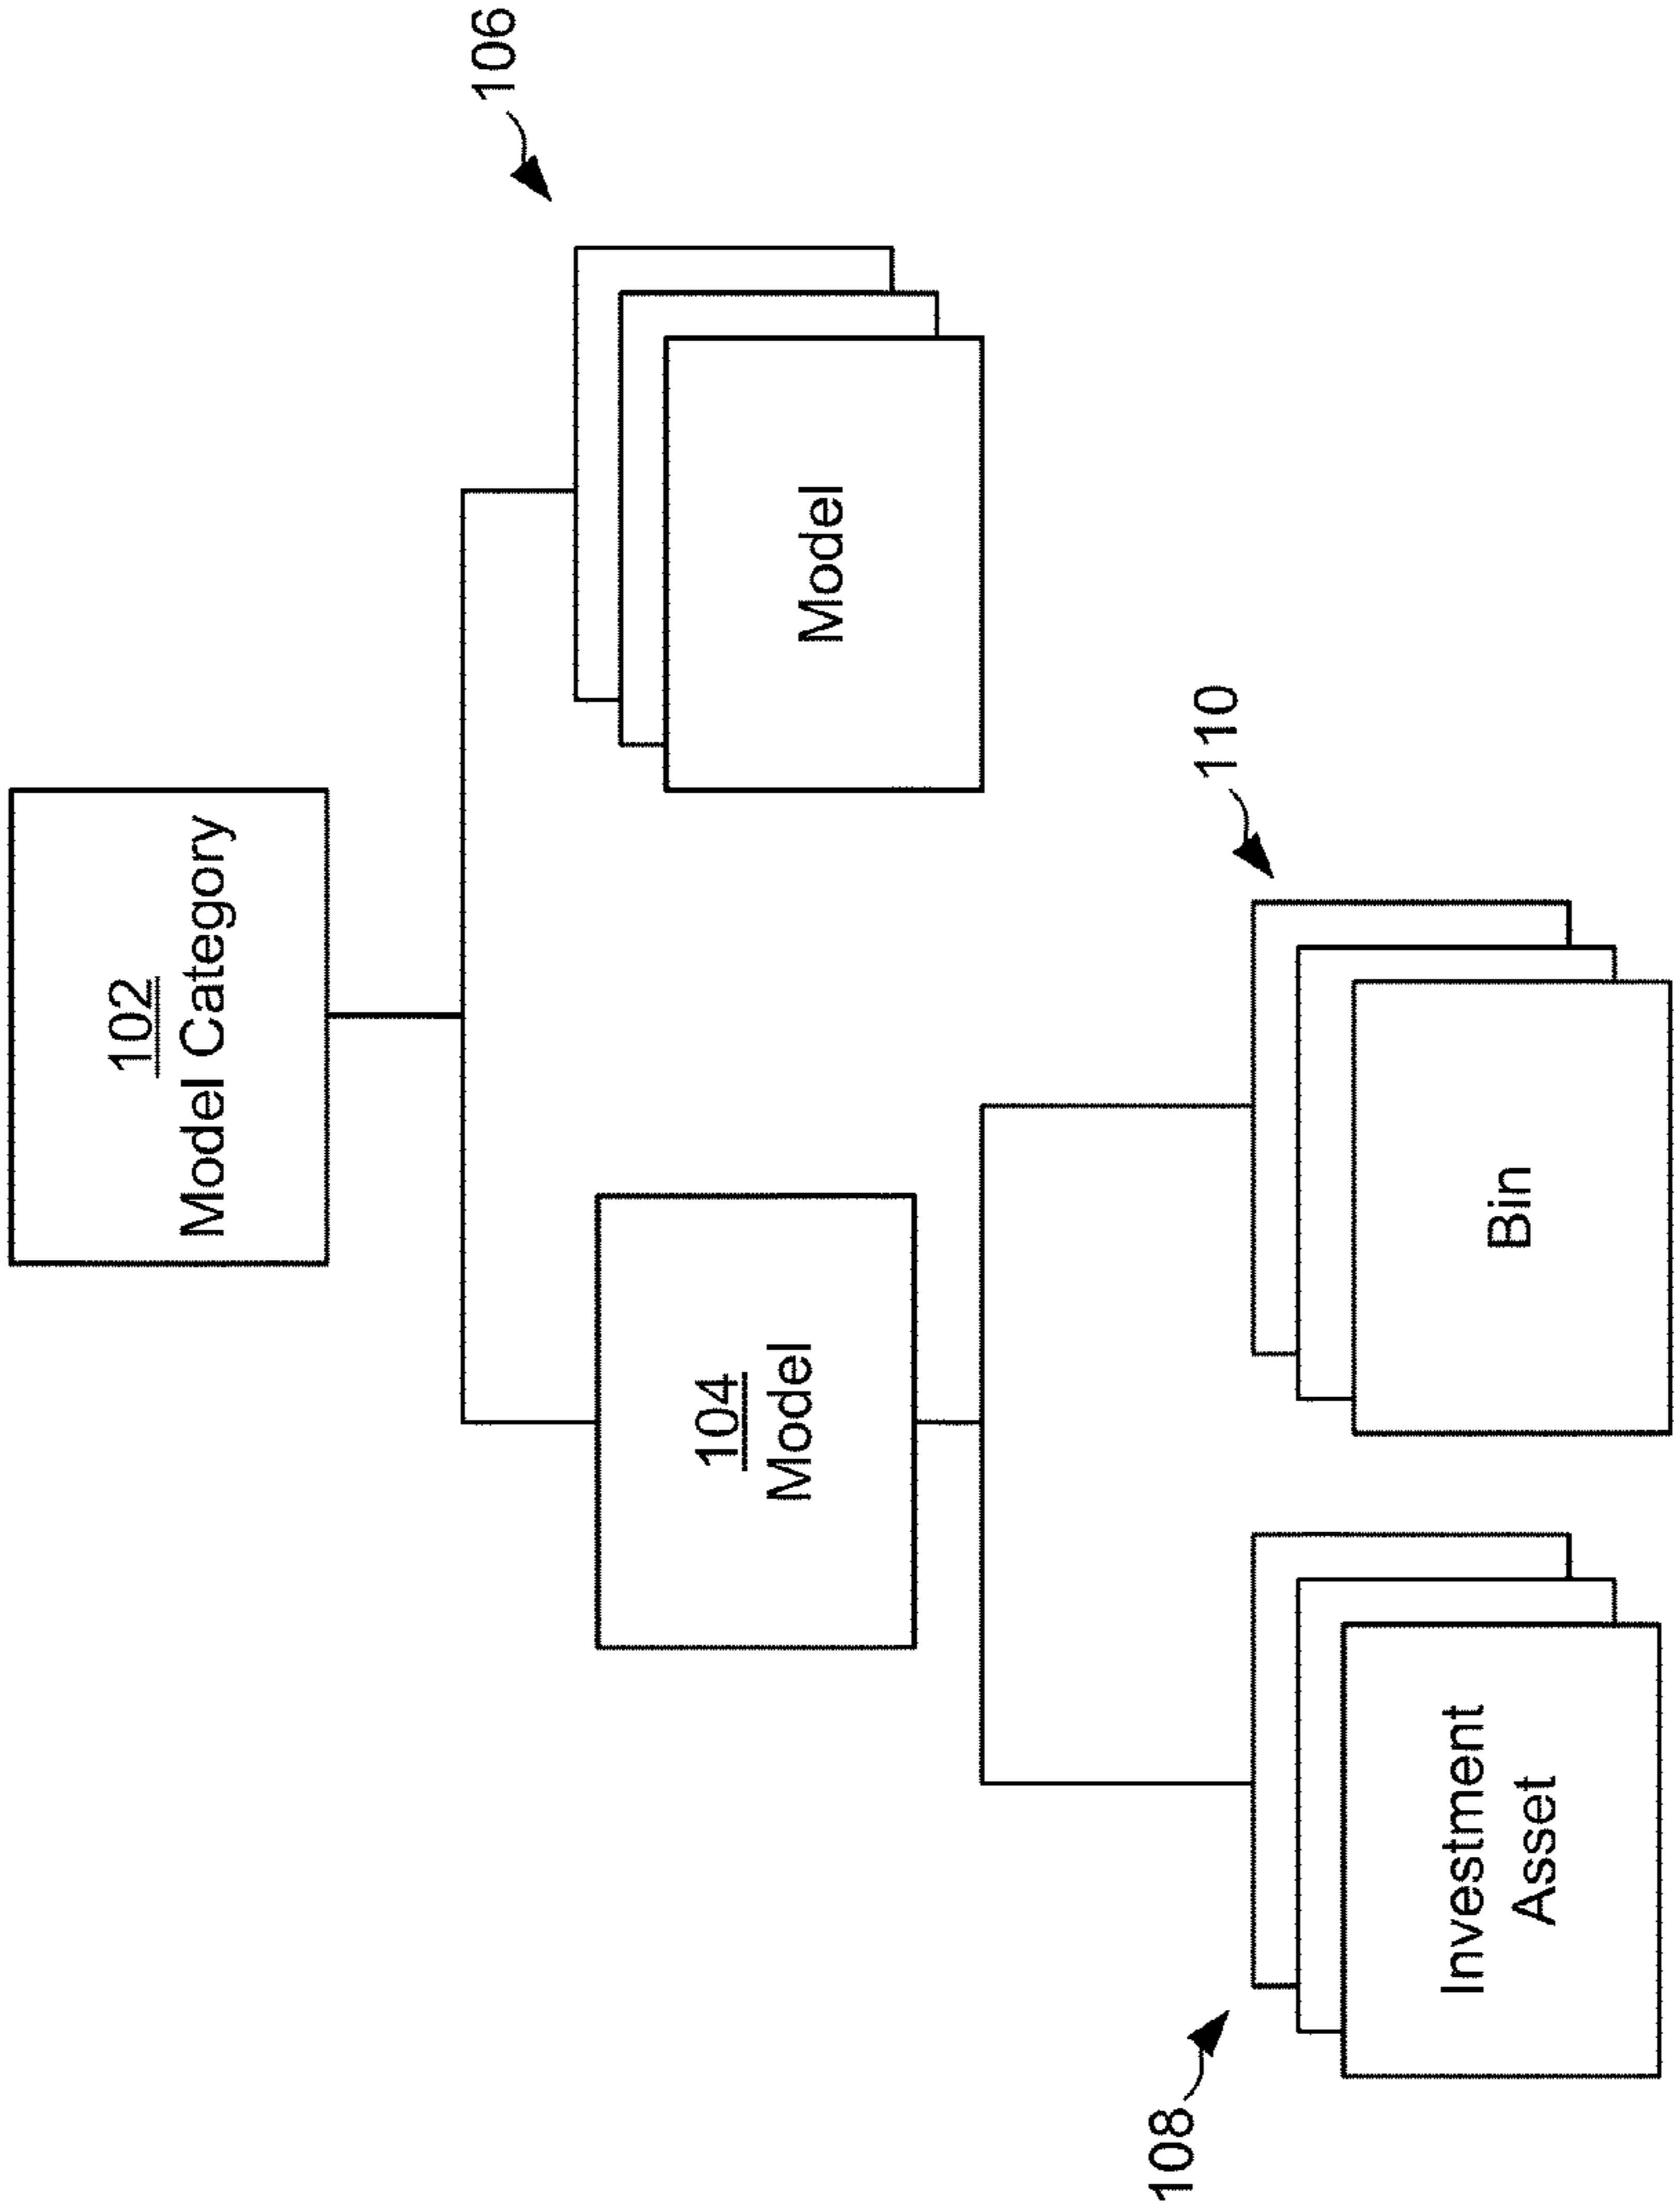 102
Model Category
106
104
Model
Model
108
110
Investment
Asset
Bin